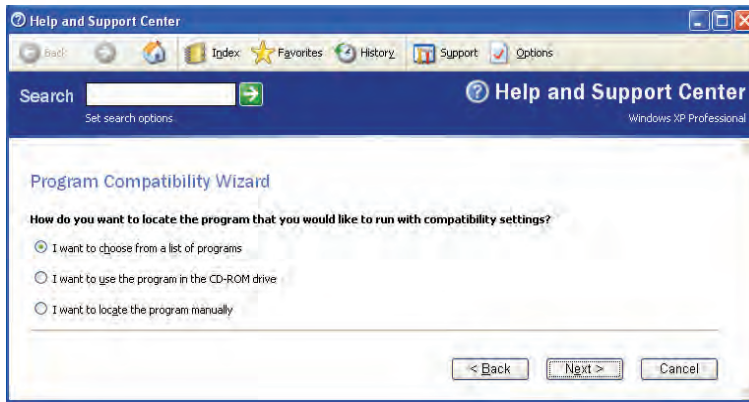 Help and Support Center
Back Index Favorites History Support Options
Search Help and Support Center
Set search options Windows XP Professional
Program Compatibility Wizard
How do you want to locate the program that you would like to run with compatibility settings?
I want to choose from a list of programs
I want to use the program in the CD-ROM drive
I want to locate the program manually
< Back Next > Cancel